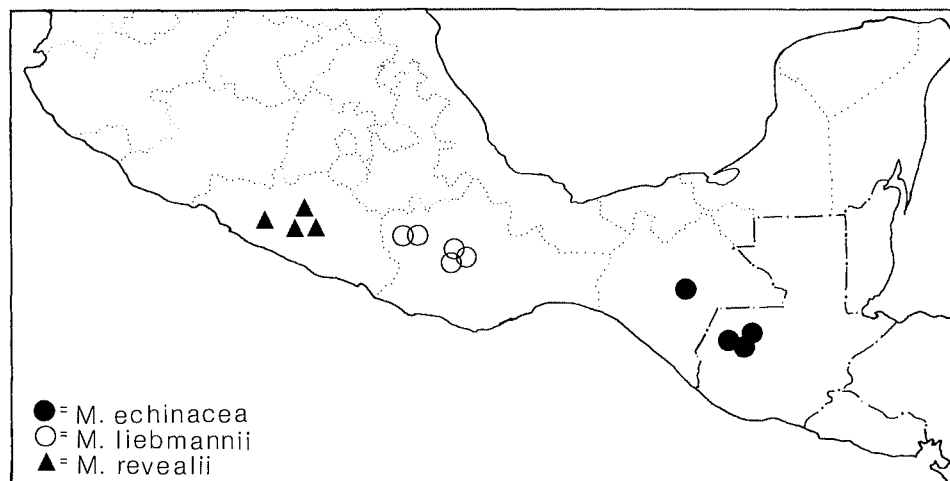 = M. echinacea
= M. liebmannii
= M. revealii